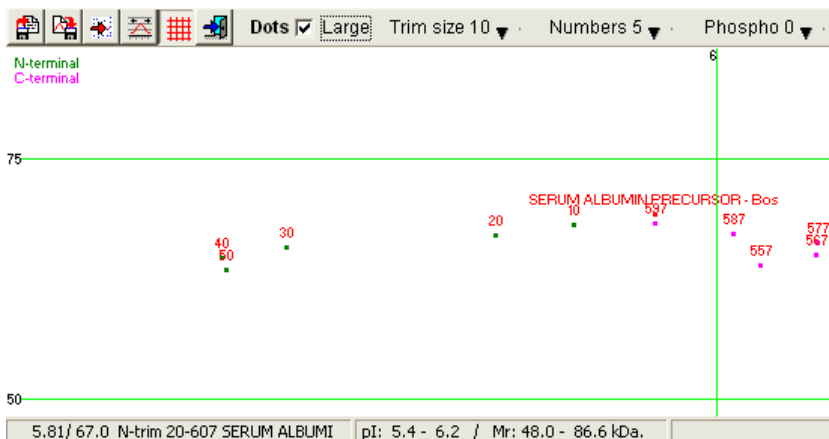 Dots Large Trim size 10 Numbers 5 Phospho 0
N-terminal
C-terminal
6
75
SERUM ALBUMIN PRECURSOR - Bos
10 597
20 587
30 577
40 567
50 557
50
5.81/ 67.0 N-trim 20-607 SERUM ALBUMI pI: 5.4 - 6.2 / Mr: 48.0 - 86.6 kDa.